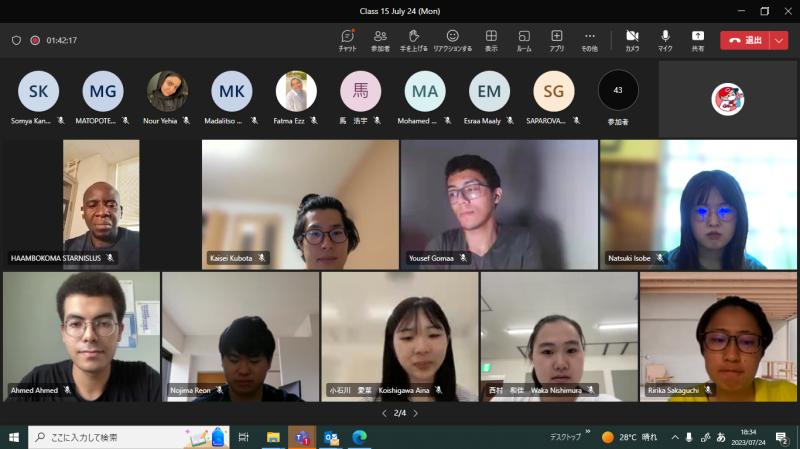 Class 15 July 24 (Mon)
01:42:17
チャット
参加者
手を上げる
リアクションする
表示
ルーム
アプリ
その他
カメラ
マイク
共有
退出
SK
MG
MK
馬
MA
EM
SG
43
Somya Kan...
MATOPOTE...
Nour Yehia
Madalitso ...
Fatma Ezz
馬 浩宇
Mohamed ...
Esraa Maaly
SAPAROVA...
参加者
HAAMBOKOMA STARNISLUS
Kaisei Kubota
Yousef Gomaa
Natsuki Isobe
Ahmed Ahmed
Nojima Reon
小石川 愛菜 Koishigawa Aina
西村 和佳 Waka Nishimura
Ririka Sakaguchi
2/4
ここに入力して検索
デスクトップ
28°C 晴れ
あ
18:34
2023/07/24
2